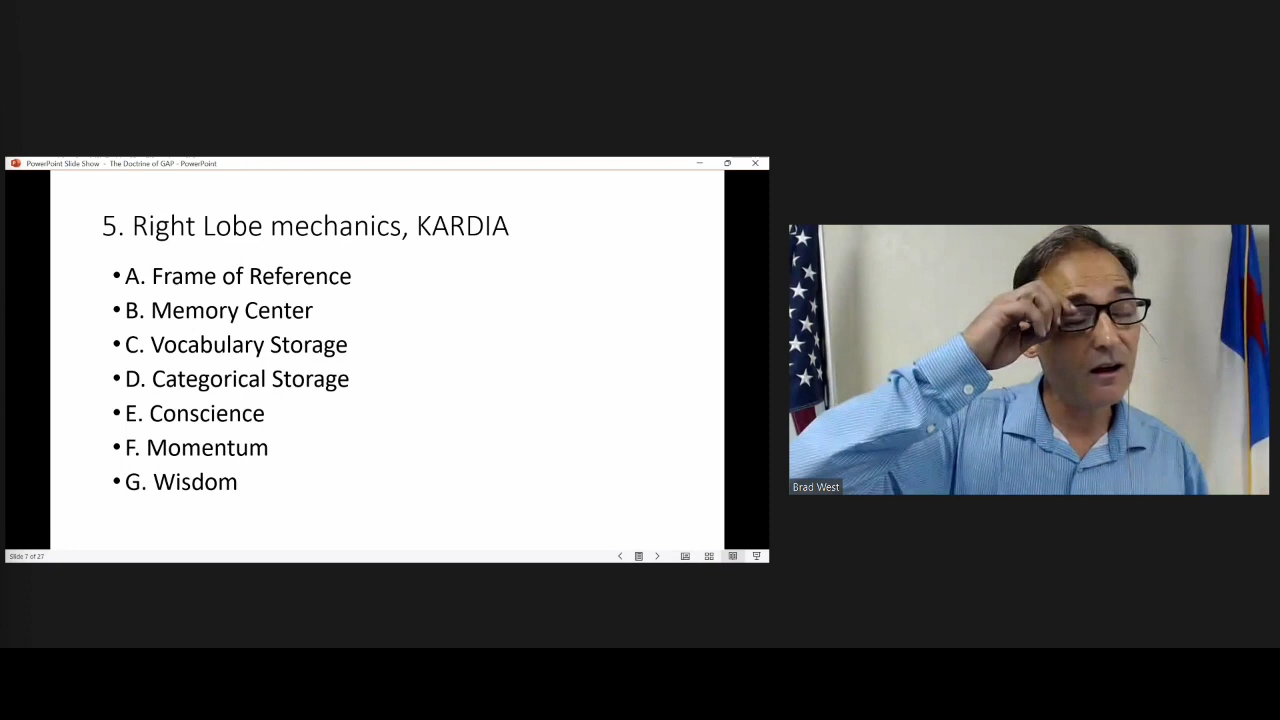 PowerPoint Slide Show - The Doctrine of GAP - PowerPoint
5. Right Lobe mechanics, KARDIA
• A. Frame of Reference
• B. Memory Center
• C. Vocabulary Storage
• D. Categorical Storage
• E. Conscience
• F. Momentum
• G. Wisdom
Slide 7 of 27
Brad West